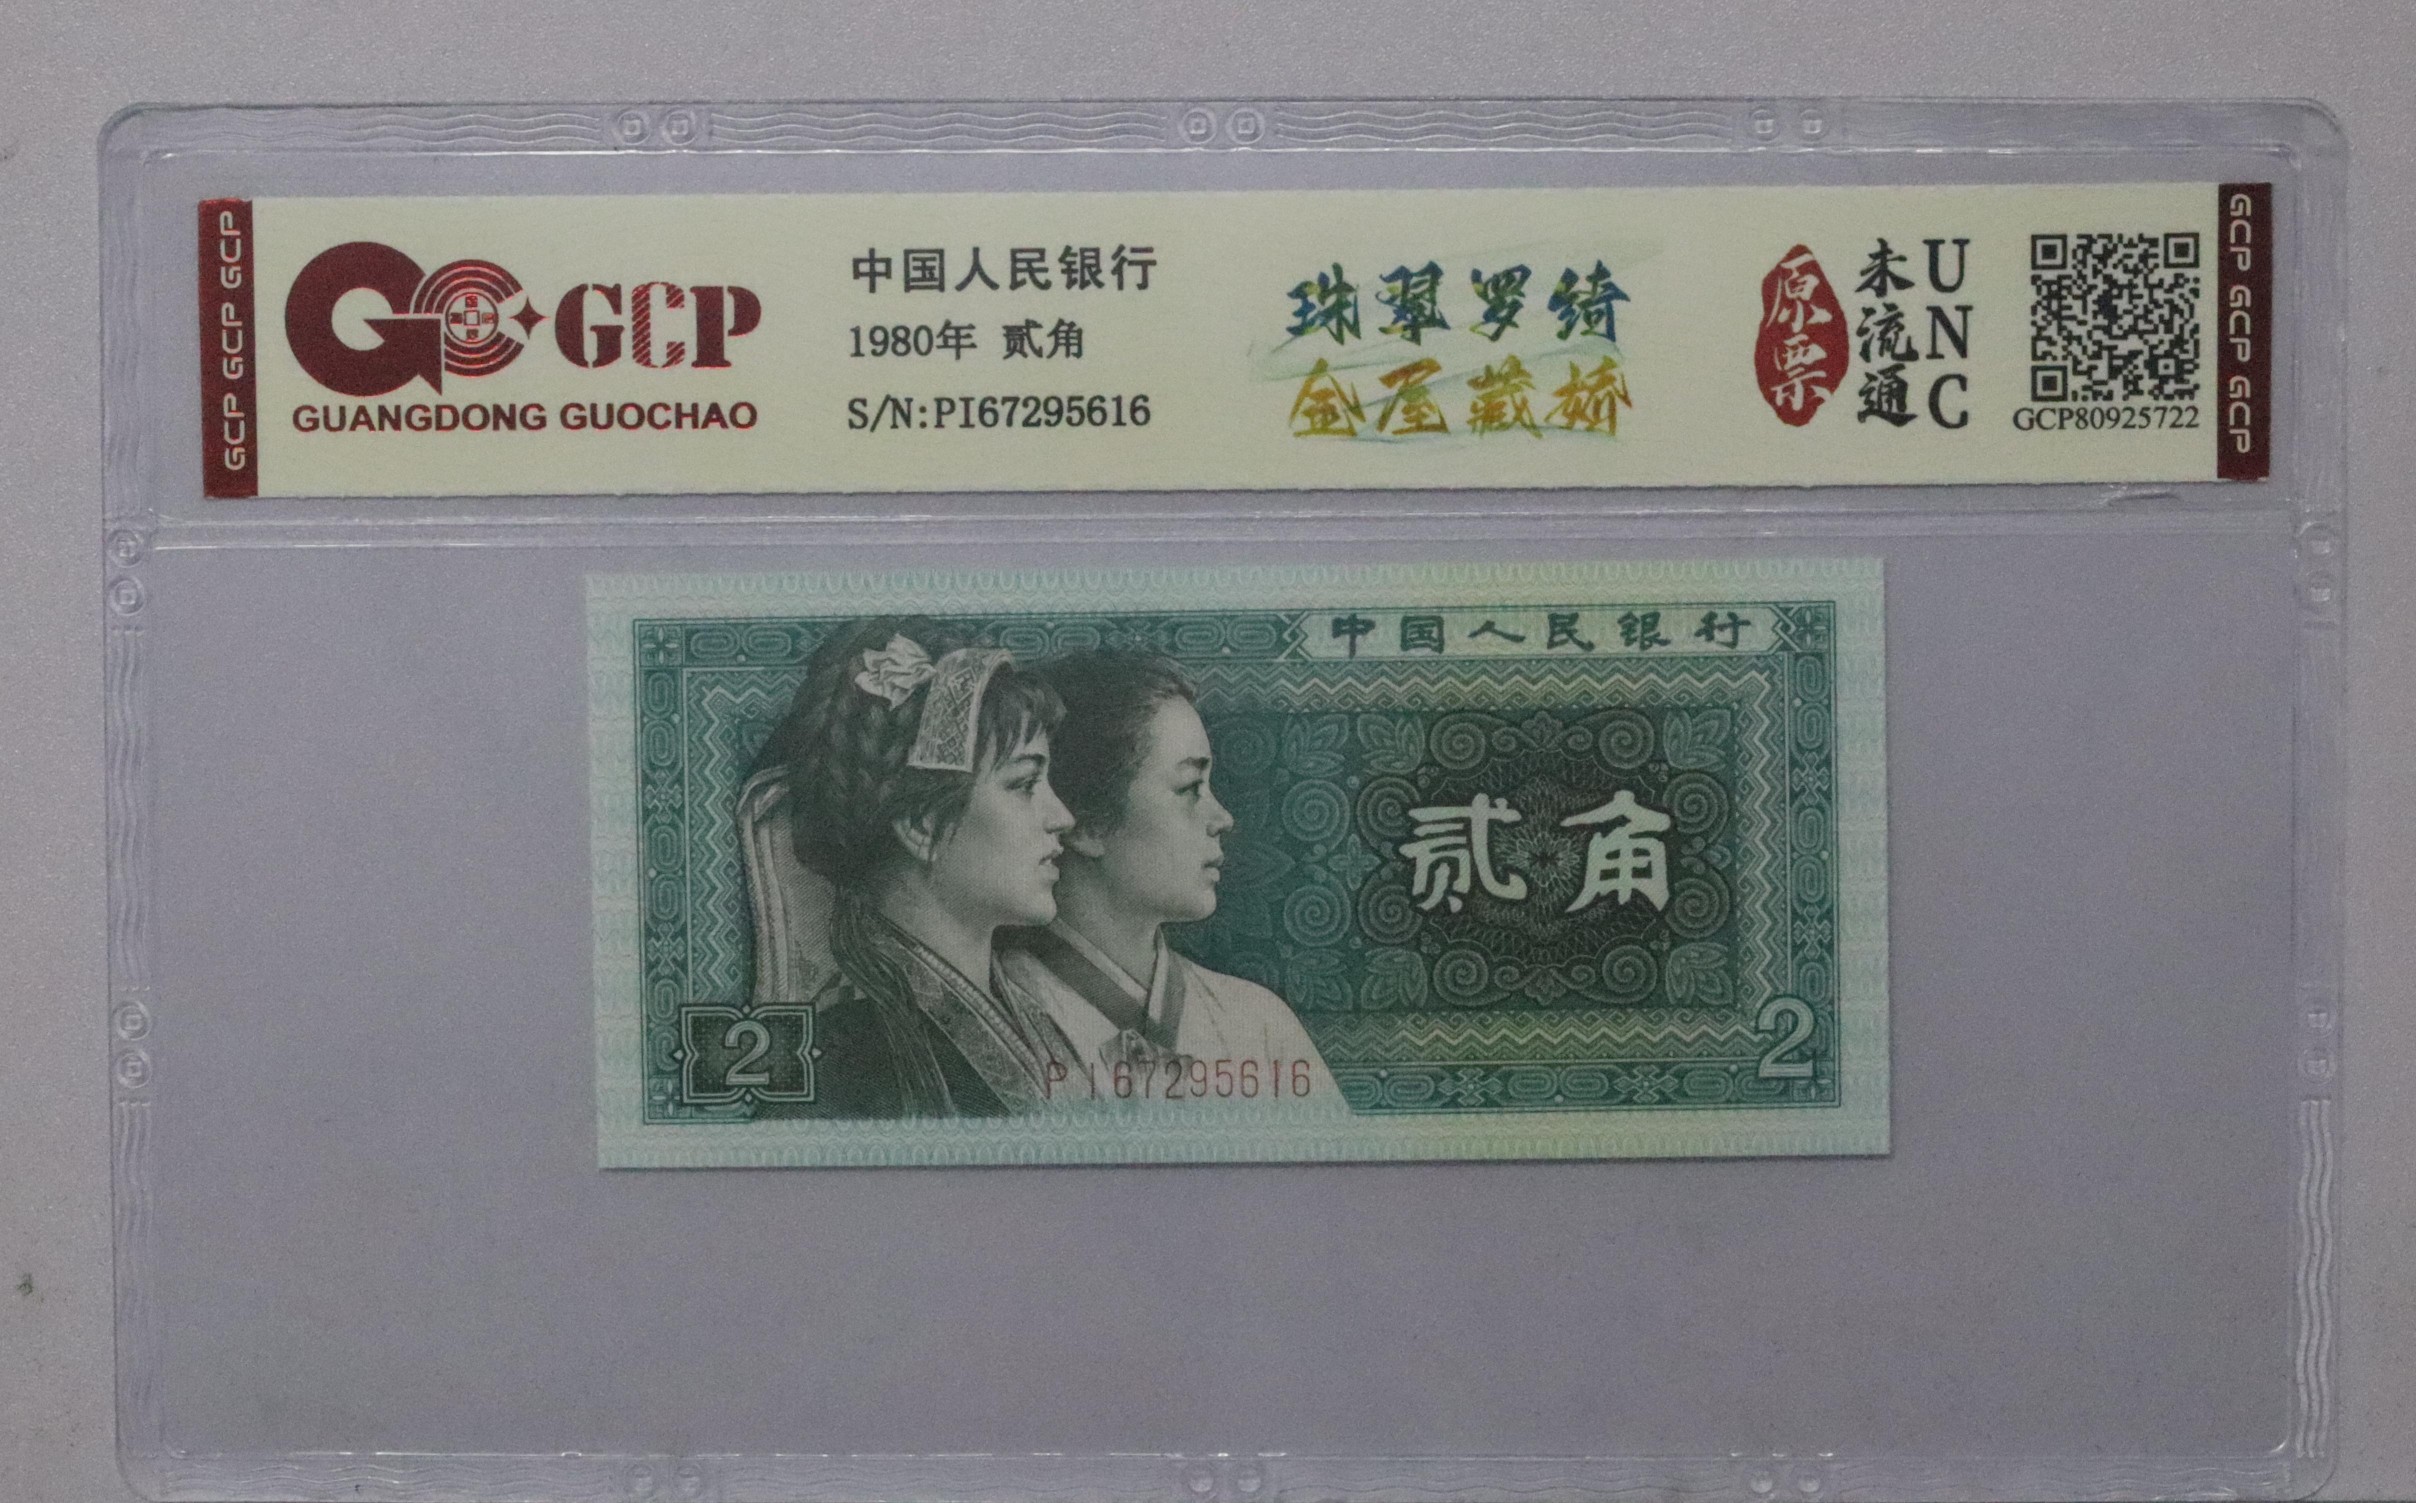 GCP GCP GCP
GCP
GUANGDONG GUOCHAO
中国人民银行
1980年 贰角
S/N:PI67295616
珠翠罗绮
金屋藏娇
原票
未流通
UNC
GCP80925722
GCP GCP GCP
中国人民银行
贰角
2
PI67295616
2